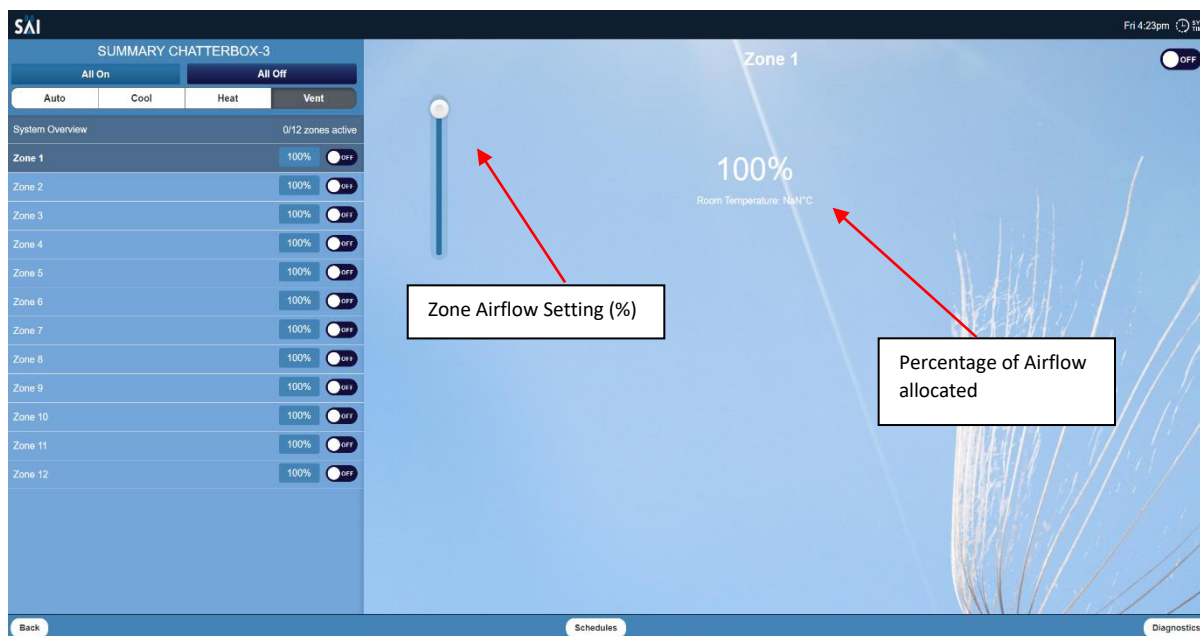 SAI
Fri 4:23pm
SUMMARY CHATTERBOX-3
All On All Off
Auto Cool Heat Vent
System Overview 0/12 zones active
Zone 1 100% OFF
Zone 2 100% OFF
Zone 3 100% OFF
Zone 4 100% OFF
Zone 5 100% OFF
Zone 6 100% OFF
Zone 7 100% OFF
Zone 8 100% OFF
Zone 9 100% OFF
Zone 10 100% OFF
Zone 11 100% OFF
Zone 12 100% OFF
Zone 1
OFF
100%
Room Temperature: NaN°C
Zone Airflow Setting (%)
Percentage of Airflow
allocated
Back Schedules Diagnostics